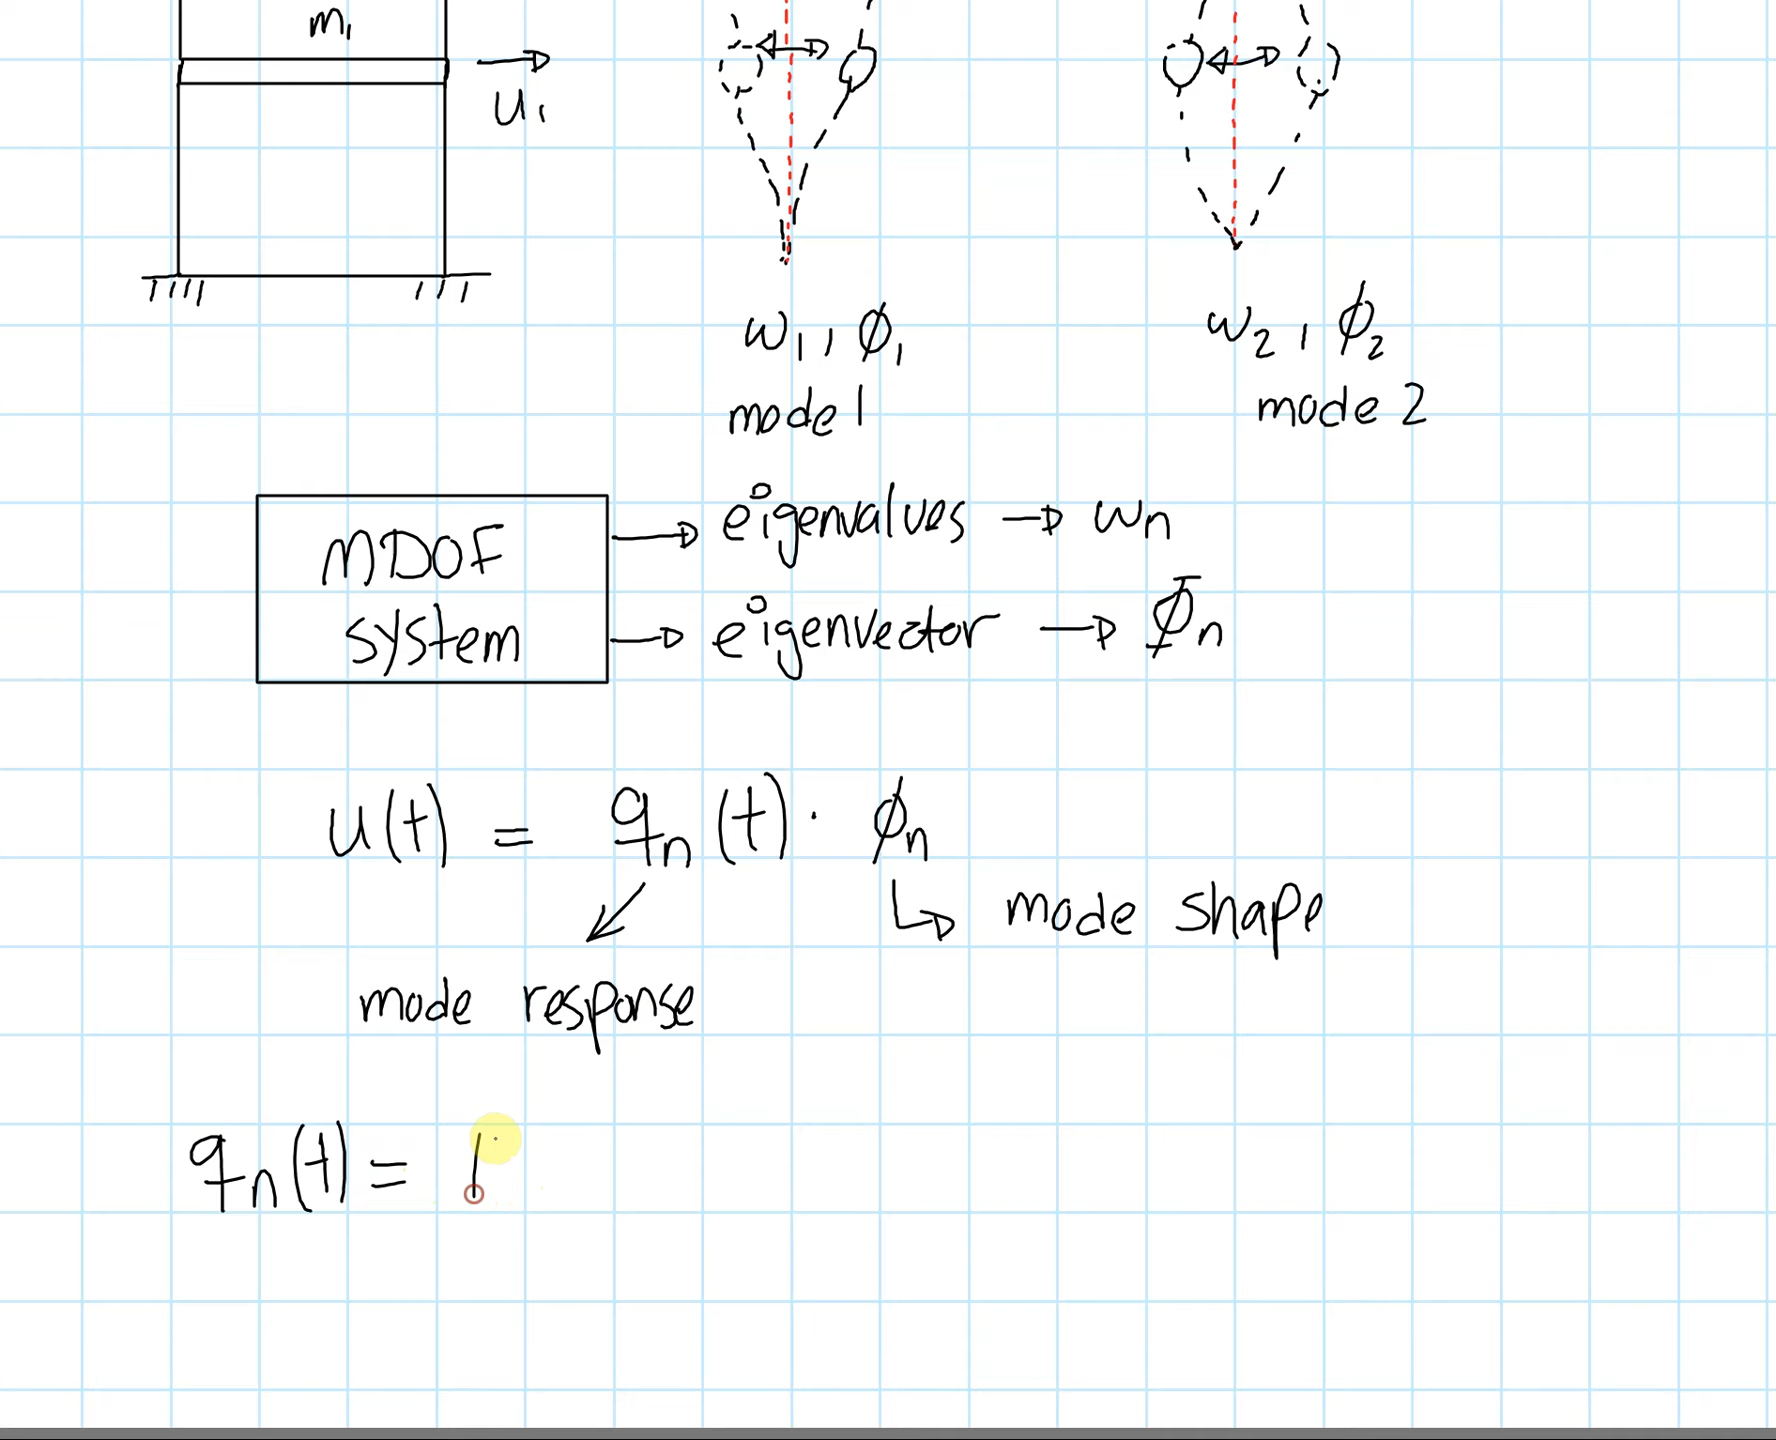 m₁
u₁
ω₁, ϕ₁
mode 1
ω₂, ϕ₂
mode 2
MDOF
system
eigenvalues → ωn
eigenvector → Φn
u(t) = qn(t) · ϕn
mode shape
mode response
qn(t) =